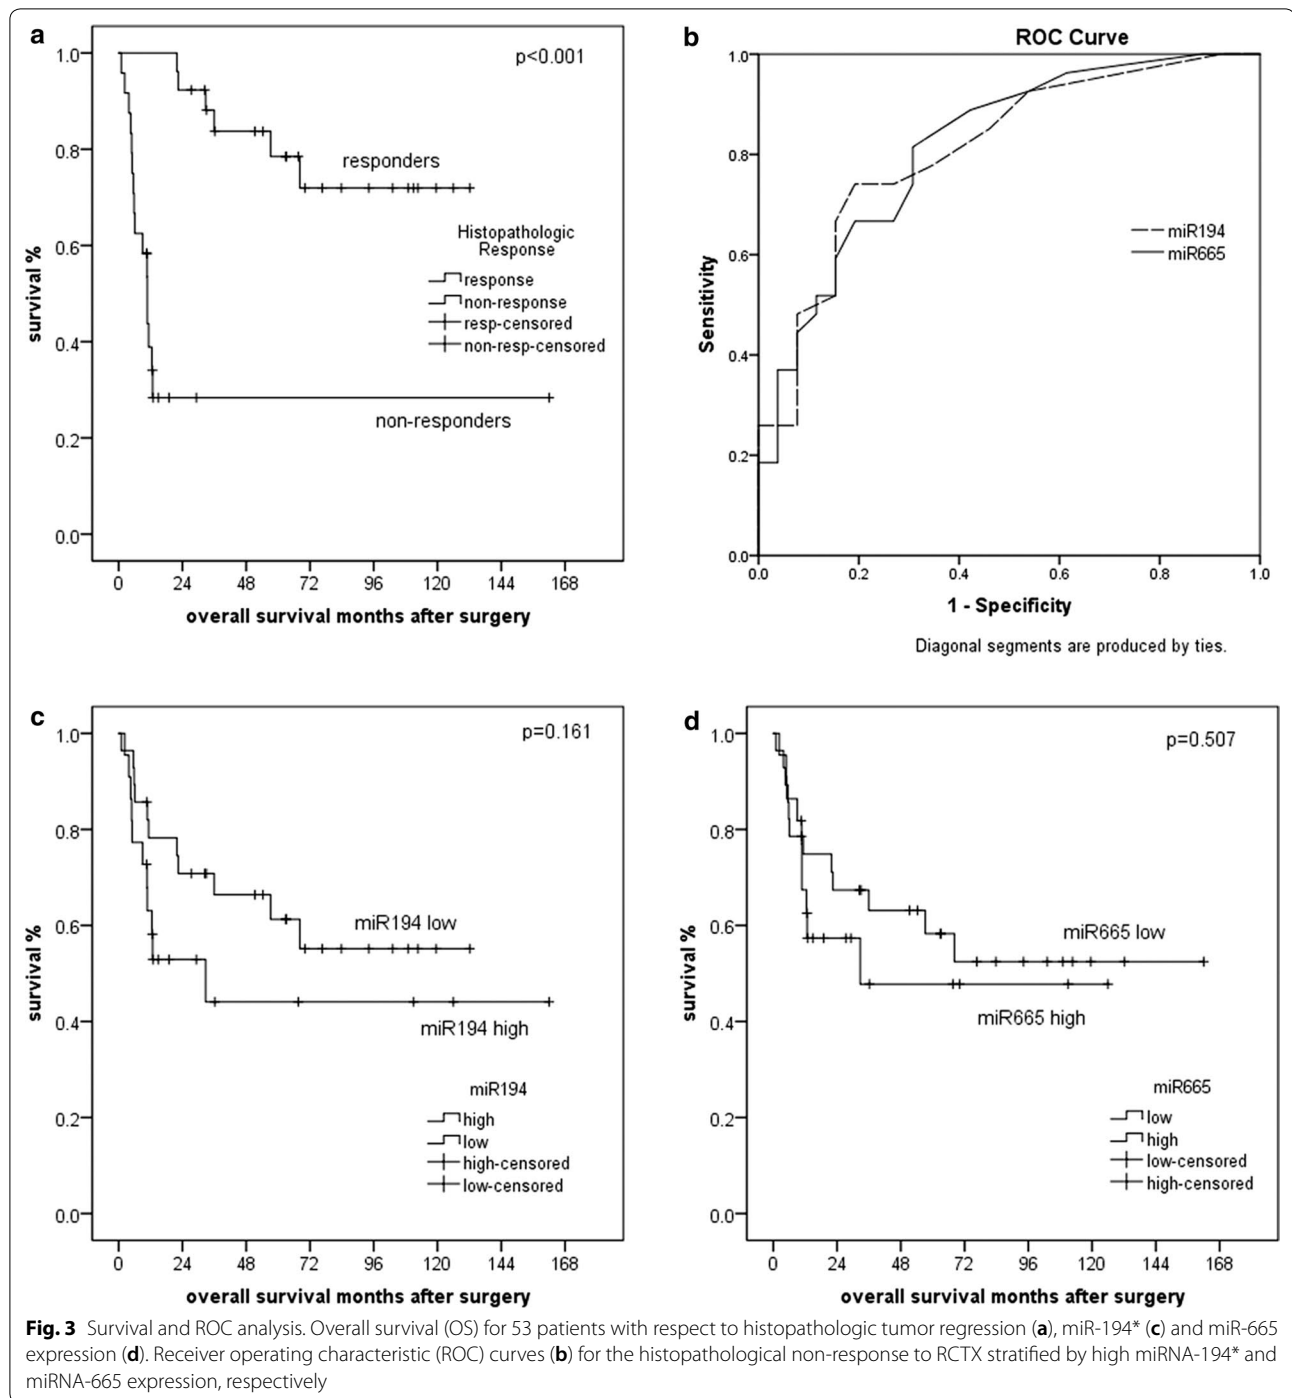 a
p<0.001
1.0
0.8
0.6
0.4
0.2
0.0
survival %
responders
Histopathologic
Response
response
non-response
resp-censored
non-resp-censored
non-responders
0 24 48 72 96 120 144 168
overall survival months after surgery
b
ROC Curve
1.0
0.8
0.6
0.4
0.2
0.0
Sensitivity
miR194
miR665
0.0 0.2 0.4 0.6 0.8 1.0
1 - Specificity
Diagonal segments are produced by ties.
c
p=0.161
1.0
0.8
0.6
0.4
0.2
0.0
survival %
miR194 low
miR194 high
miR194
high
low
high-censored
low-censored
0 24 48 72 96 120 144 168
overall survival months after surgery
d
p=0.507
1.0
0.8
0.6
0.4
0.2
0.0
survival %
miR665 low
miR665 high
miR665
low
high
low-censored
high-censored
0 24 48 72 96 120 144 168
overall survival months after surgery
Fig. 3 Survival and ROC analysis. Overall survival (OS) for 53 patients with respect to histopathologic tumor regression (a), miR-194* (c) and miR-665
expression (d). Receiver operating characteristic (ROC) curves (b) for the histopathological non-response to RCTX stratified by high miRNA-194* and
miRNA-665 expression, respectively